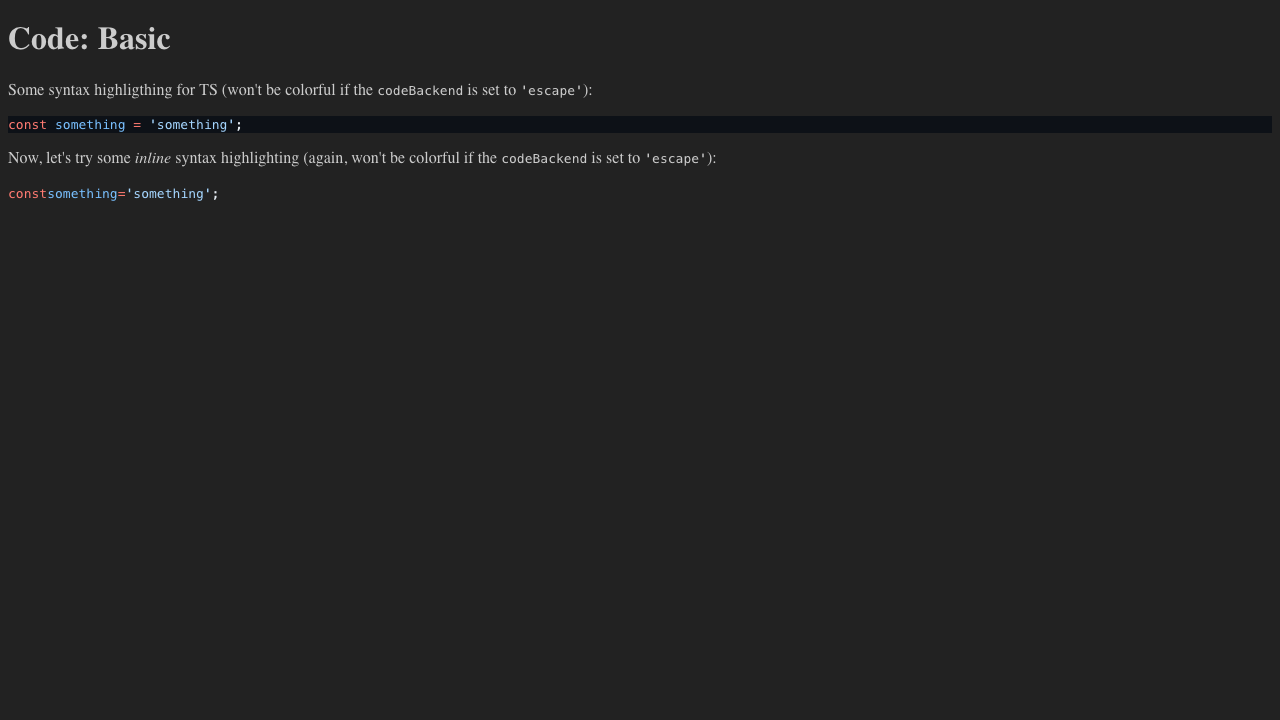 Code: Basic
Some syntax highligthing for TS (won't be colorful if the codeBackend is set to 'escape'):
const something = 'something';
Now, let's try some inline syntax highlighting (again, won't be colorful if the codeBackend is set to 'escape'):
constsomething='something';